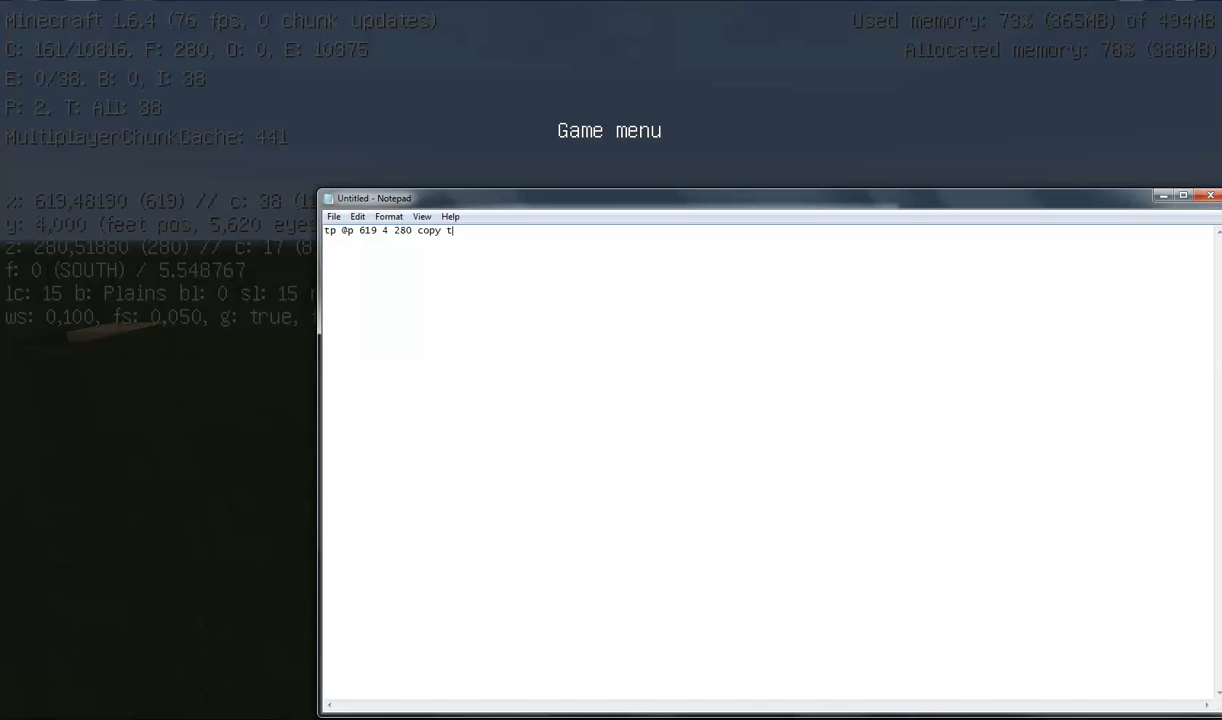 Minecraft 1.6.4 (76 fps, 0 chunk updates)
Used memory: 73% (365MB) of 494MB
C: 161/10816. F: 280, O: 0, E: 10375
Allocated memory: 78% (388MB)
E: 0/38. B: 0, I: 38
P: 2. T: All: 38
MultiplayerChunkCache: 441
Game menu
x: 619,48190 (619) // c: 38
y: 4,000 (feet pos, 5,620 eyes
z: 280,51880 (280) // c: 17 (8
f: 0 (SOUTH) / 5.548767
lc: 15 b: Plains bl: 0 sl: 15
ws: 0,100, fs: 0,050, g: true,
Untitled - Notepad
File Edit Format View Help
tp @p 619 4 280 copy t